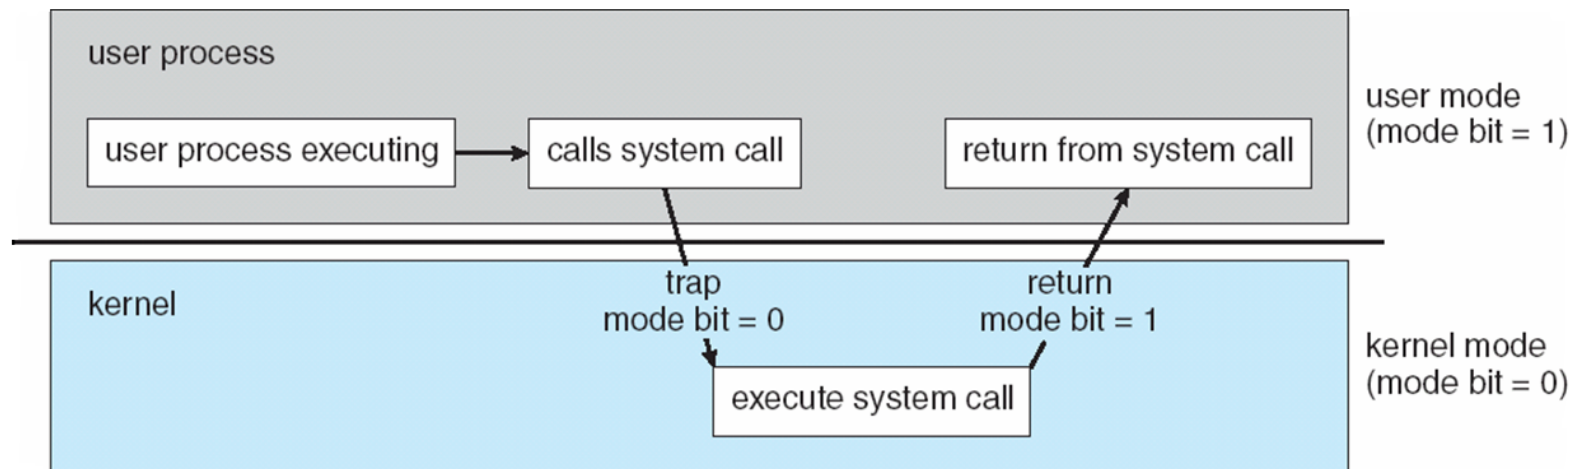 user process
user process executing
calls system call
return from system call
user mode
(mode bit = 1)
kernel
trap
mode bit = 0
return
mode bit = 1
execute system call
kernel mode
(mode bit = 0)